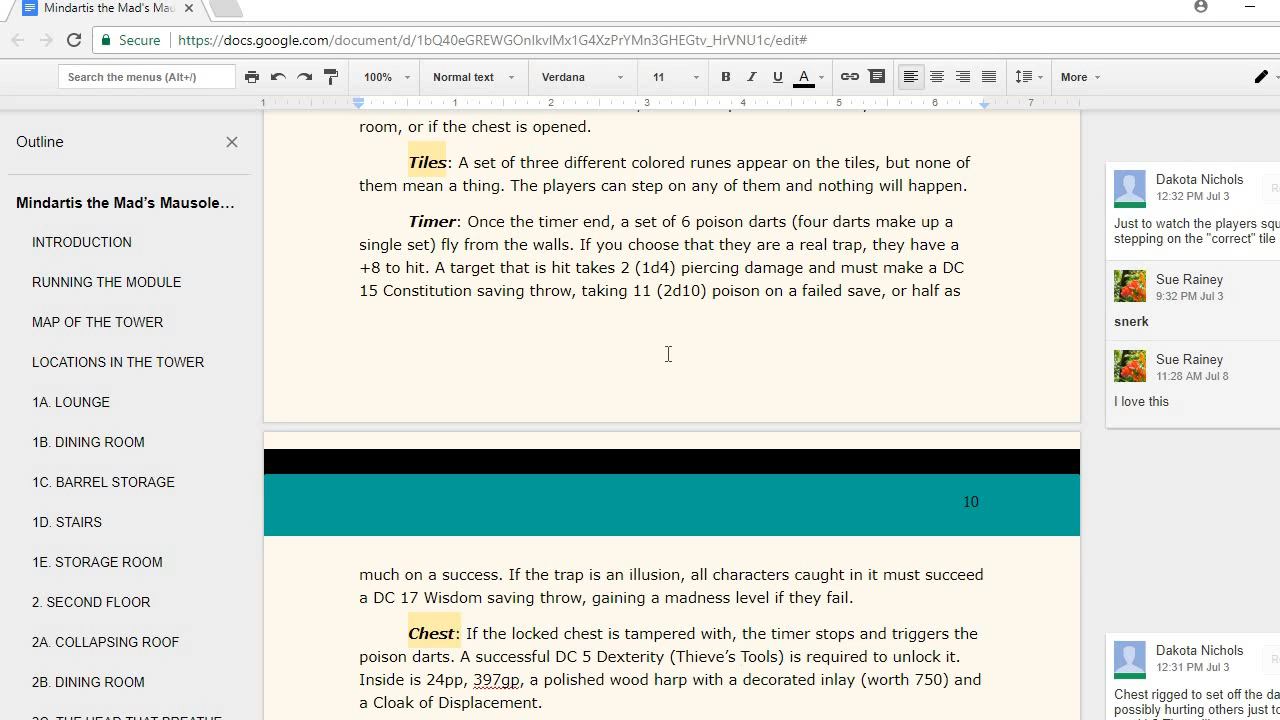 Mindartis the Mad's Mau
Secure https://docs.google.com/document/d/1bQ40eGREWGOnIkvlMx1G4XzPrYMn3GHEGtv_HrVNU1c/edit#
Search the menus (Alt+/) 100% Normal text Verdana 11 B I U A More
1 1 2 3 4 5 6 7
Outline
Mindartis the Mad's Mausole…
INTRODUCTION
RUNNING THE MODULE
MAP OF THE TOWER
LOCATIONS IN THE TOWER
1A. LOUNGE
1B. DINING ROOM
1C. BARREL STORAGE
1D. STAIRS
1E. STORAGE ROOM
2. SECOND FLOOR
2A. COLLAPSING ROOF
2B. DINING ROOM
2C. THE HEAD THAT BREATHE
room, or if the chest is opened.
Tiles: A set of three different colored runes appear on the tiles, but none of
them mean a thing. The players can step on any of them and nothing will happen.
Timer: Once the timer end, a set of 6 poison darts (four darts make up a
single set) fly from the walls. If you choose that they are a real trap, they have a
+8 to hit. A target that is hit takes 2 (1d4) piercing damage and must make a DC
15 Constitution saving throw, taking 11 (2d10) poison on a failed save, or half as
10
much on a success. If the trap is an illusion, all characters caught in it must succeed
a DC 17 Wisdom saving throw, gaining a madness level if they fail.
Chest: If the locked chest is tampered with, the timer stops and triggers the
poison darts. A successful DC 5 Dexterity (Thieve's Tools) is required to unlock it.
Inside is 24pp, 397gp, a polished wood harp with a decorated inlay (worth 750) and
a Cloak of Displacement.
Dakota Nichols
12:32 PM Jul 3
Just to watch the players squ
stepping on the "correct" tile
Sue Rainey
9:32 PM Jul 3
snerk
Sue Rainey
11:28 AM Jul 8
I love this
Dakota Nichols
12:31 PM Jul 3
Chest rigged to set off the da
possibly hurting others just to